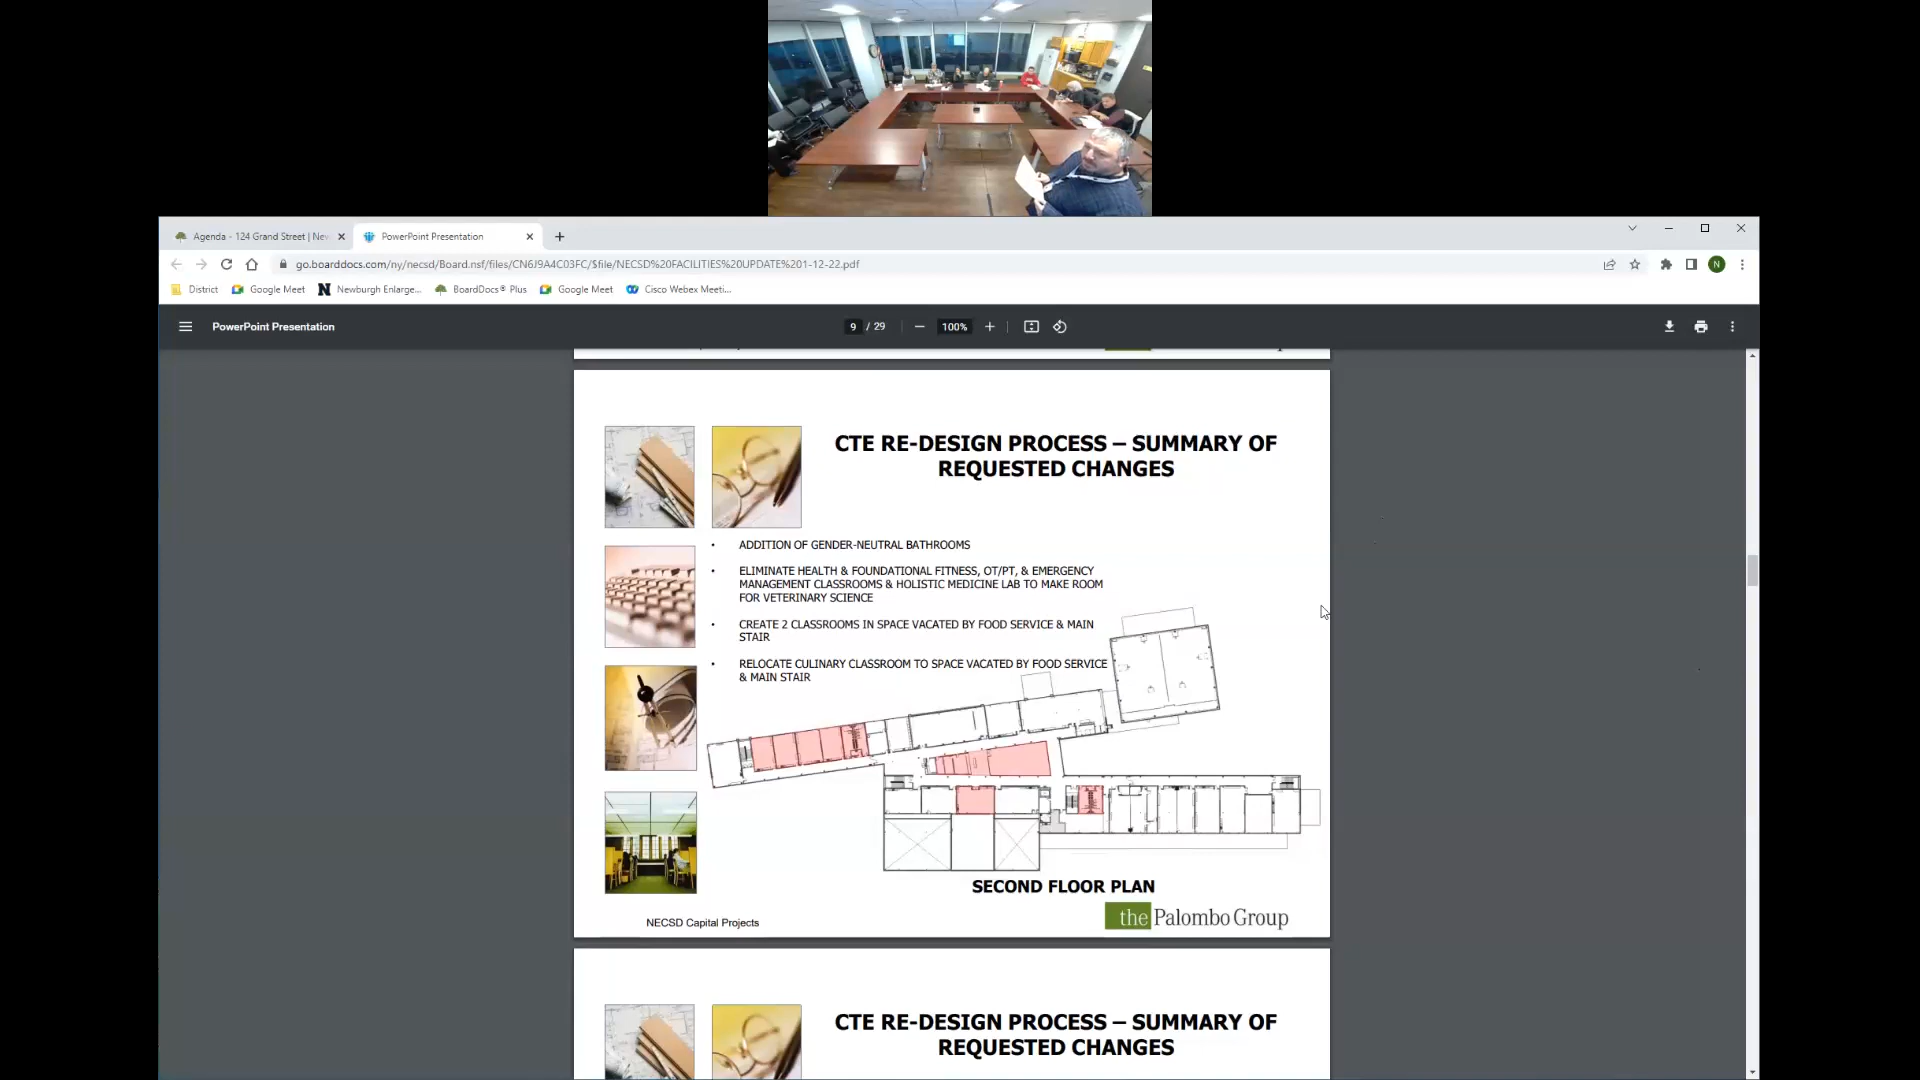 Agenda - 124 Grand Street | New
PowerPoint Presentation
go.boarddocs.com/ny/necsd/Board.nsf/files/CN6J9A4C03FC/$file/NECSD%20FACILITIES%20UPDATE%201-12-22.pdf
N
District
Google Meet
Newburgh Enlarge...
BoardDocs® Plus
Google Meet
Cisco Webex Meeti...
PowerPoint Presentation
9 / 29
100%
CTE RE-DESIGN PROCESS – SUMMARY OF
REQUESTED CHANGES
• ADDITION OF GENDER-NEUTRAL BATHROOMS
• ELIMINATE HEALTH & FOUNDATIONAL FITNESS, OT/PT, & EMERGENCY
MANAGEMENT CLASSROOMS & HOLISTIC MEDICINE LAB TO MAKE ROOM
FOR VETERINARY SCIENCE
• CREATE 2 CLASSROOMS IN SPACE VACATED BY FOOD SERVICE & MAIN
STAIR
• RELOCATE CULINARY CLASSROOM TO SPACE VACATED BY FOOD SERVICE
& MAIN STAIR
SECOND FLOOR PLAN
NECSD Capital Projects
the Palombo Group
CTE RE-DESIGN PROCESS – SUMMARY OF
REQUESTED CHANGES